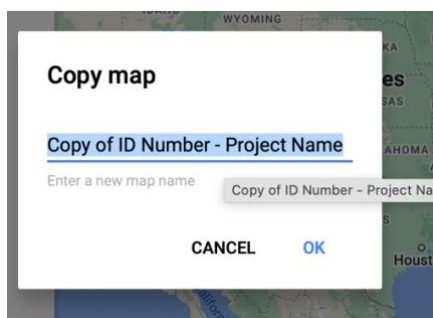 WYOMING
Copy map
es
Copy of ID Number - Project Name
AHOMA
Enter a new map name
Copy of ID Number - Project Na
CANCEL
OK
Houst